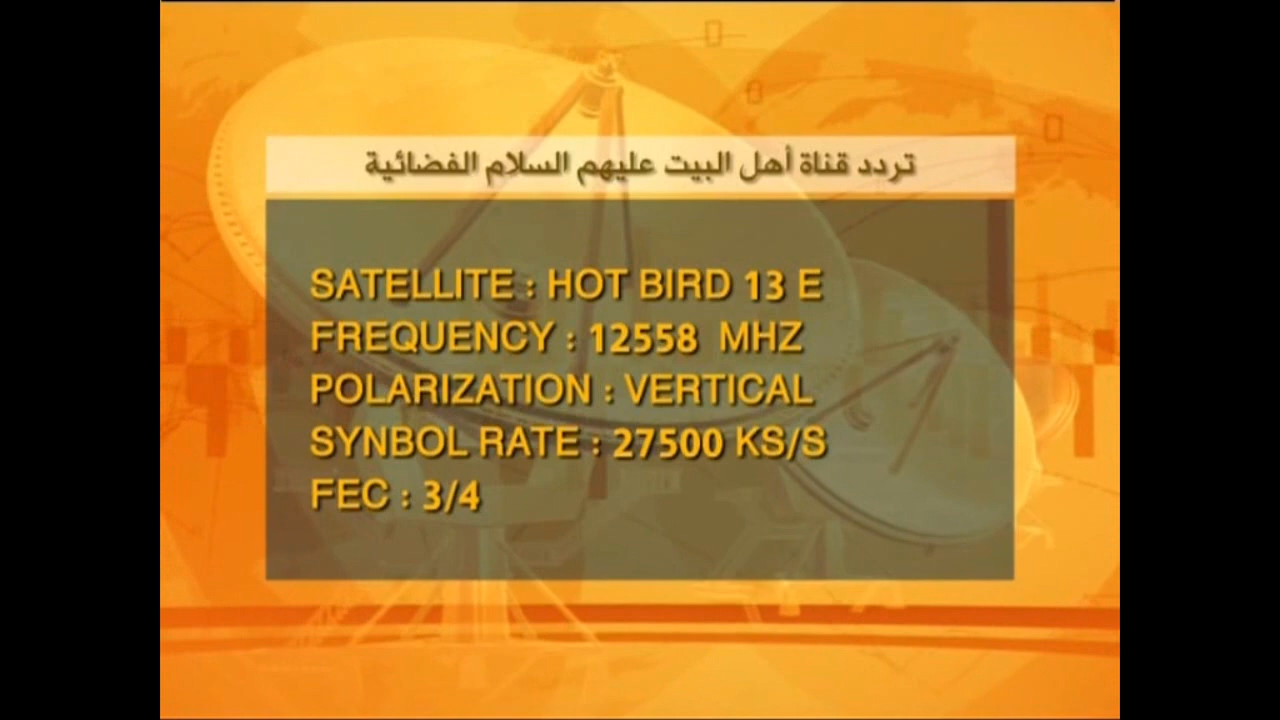 تردد قناة أهل البيت عليهم السلام الفضائية
SATELLITE : HOT BIRD 13 E
FREQUENCY : 12558 MHZ
POLARIZATION : VERTICAL
SYNBOL RATE : 27500 KS/S
FEC : 3/4